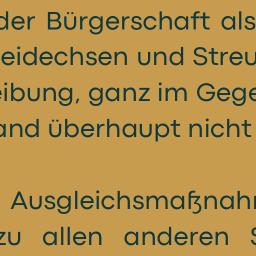 der Bürgerschaft als
eidechsen und Streu
eibung, ganz im Gege
and überhaupt nicht
Ausgleichsmaßnahm
zu allen anderen S